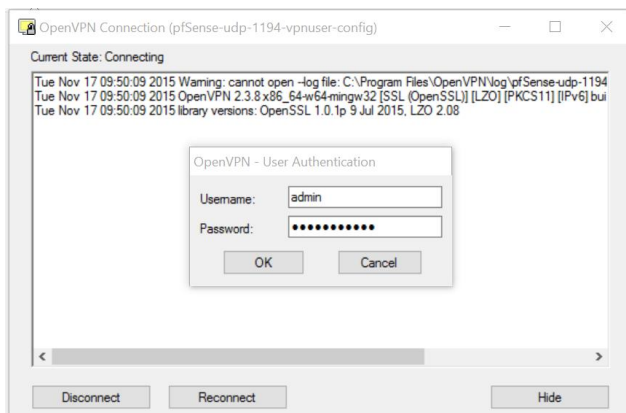 OpenVPN Connection (pfSense-udp-1194-vpnuser-config)
Current State: Connecting
Tue Nov 17 09:50:09 2015 Warning: cannot open --log file: C:\Program Files\OpenVPN\log\pfSense-udp-1194
Tue Nov 17 09:50:09 2015 OpenVPN 2.3.8 x86_64-w64-mingw32 [SSL (OpenSSL)] [LZO] [PKCS11] [IPv6] bui
Tue Nov 17 09:50:09 2015 library versions: OpenSSL 1.0.1p 9 Jul 2015, LZO 2.08
OpenVPN - User Authentication
Username: admin
Password: ●●●●●●●●●●●
OK Cancel
Disconnect Reconnect Hide